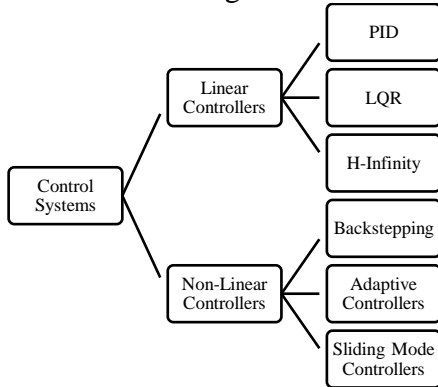 PID
Linear
Controllers
LQR
H-Infinity
Control
Systems
Backstepping
Non-Linear
Controllers
Adaptive
Controllers
Sliding Mode
Controllers